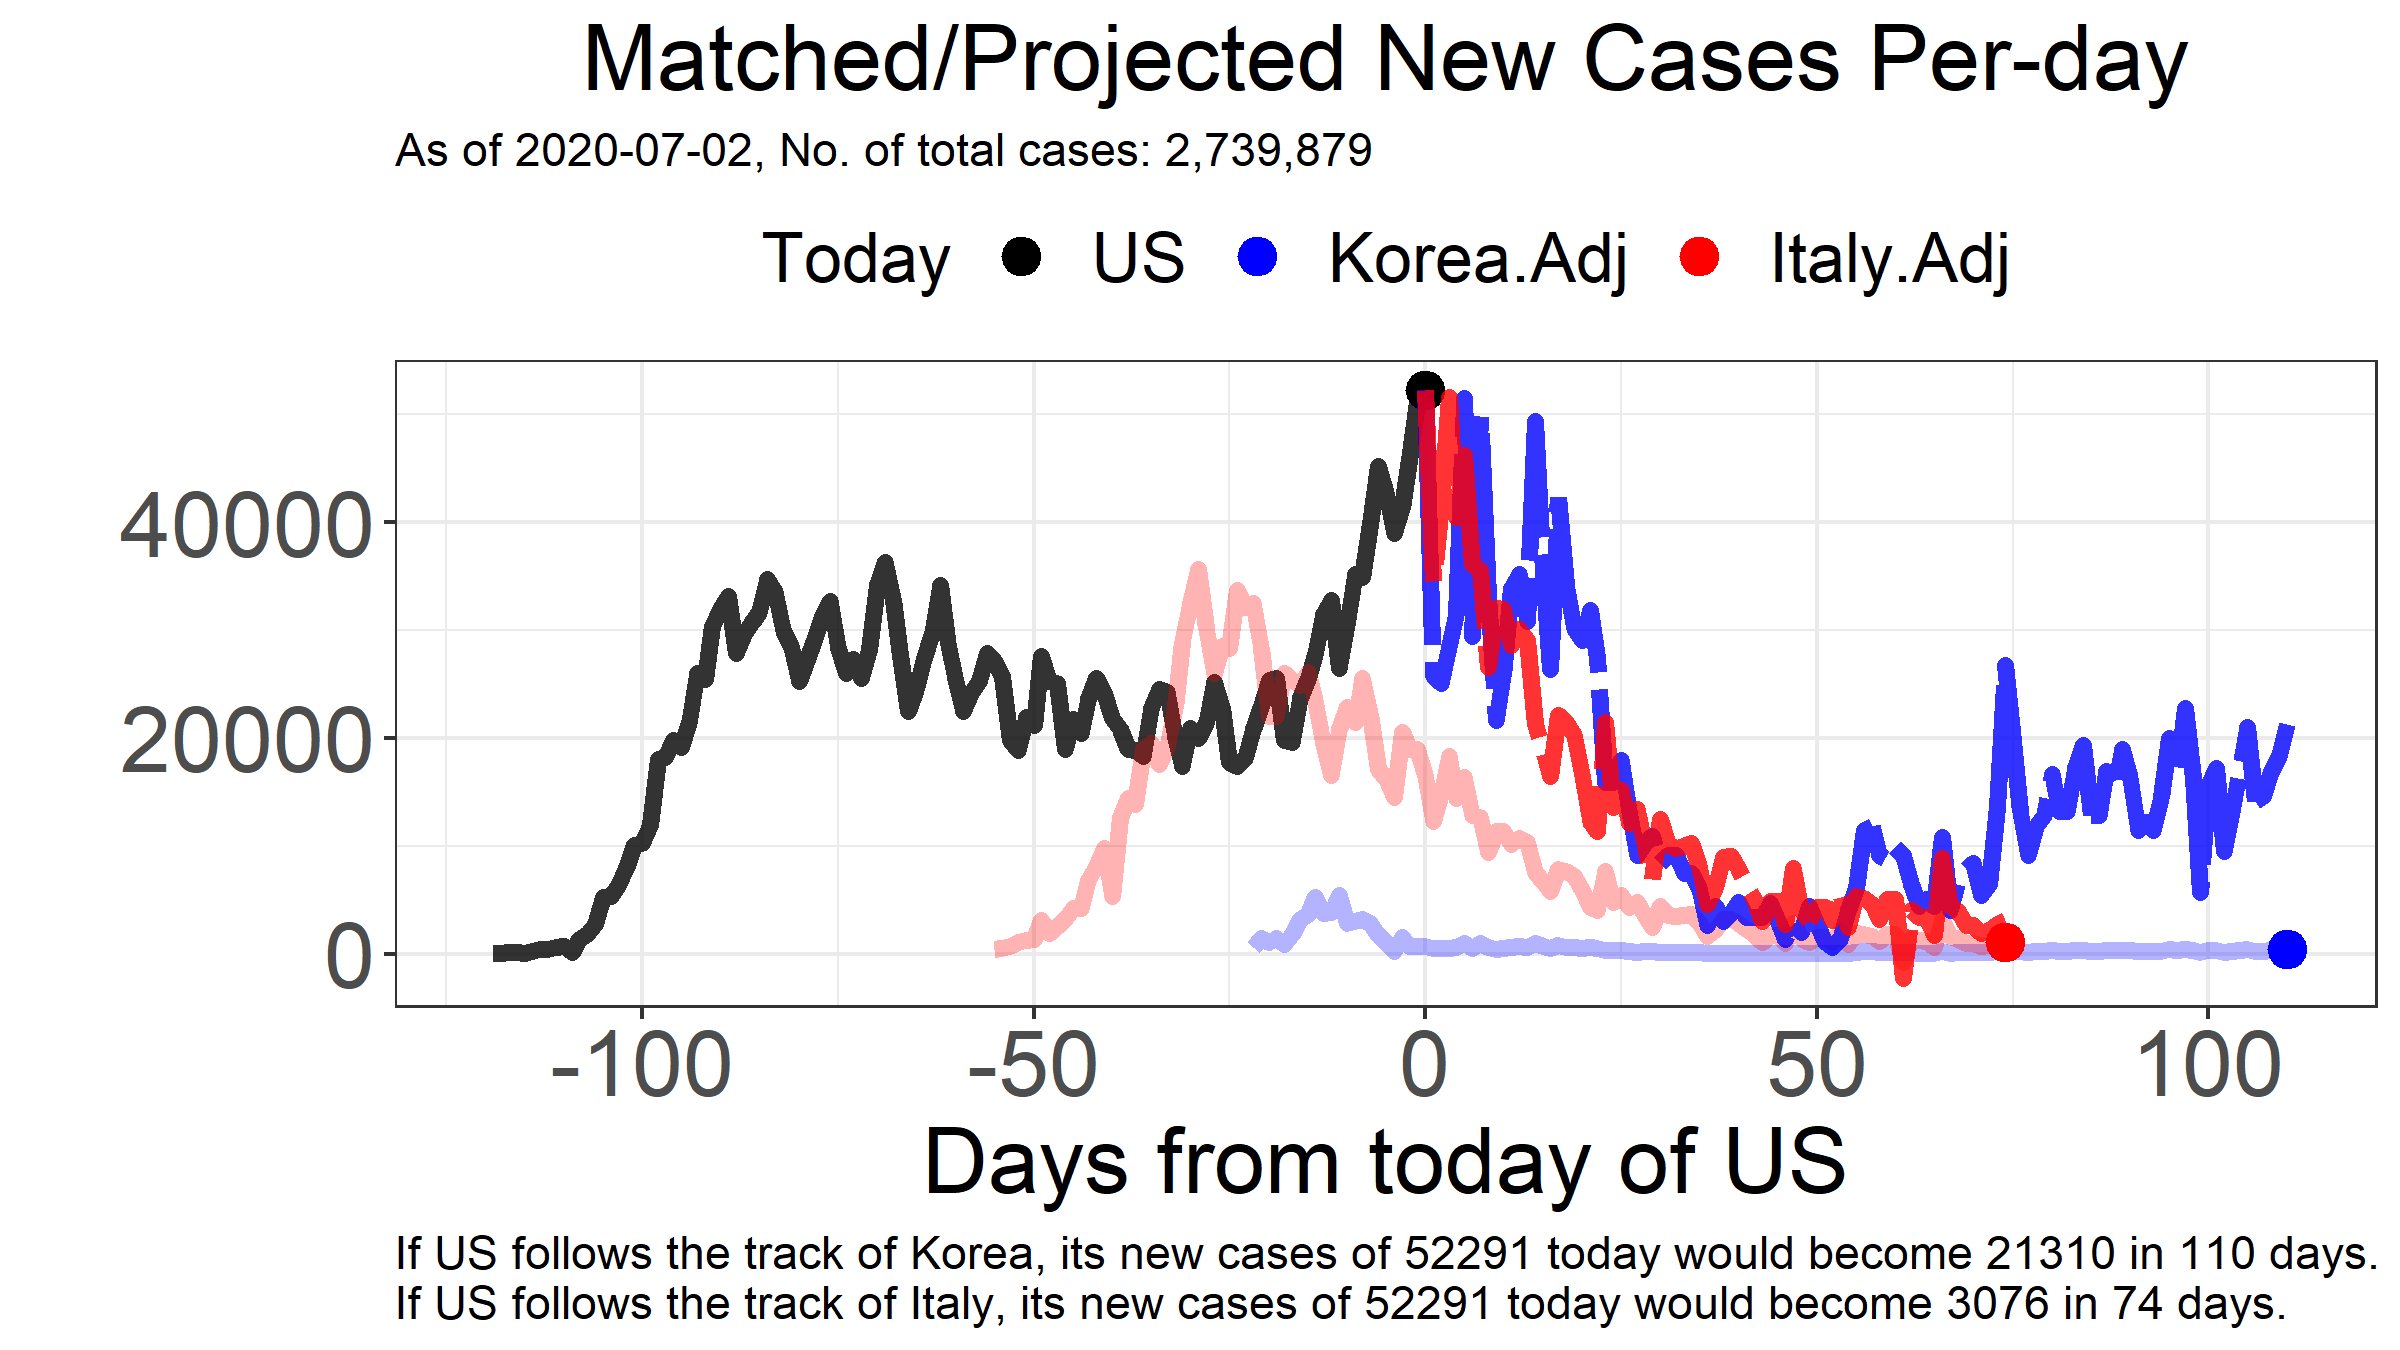 Matched/Projected New Cases Per-day
As of 2020-07-02, No. of total cases: 2,739,879
Today US Korea.Adj Italy.Adj
40000
20000
0
-100 -50 0 50 100
Days from today of US
If US follows the track of Korea, its new cases of 52291 today would become 21310 in 110 days.
If US follows the track of Italy, its new cases of 52291 today would become 3076 in 74 days.